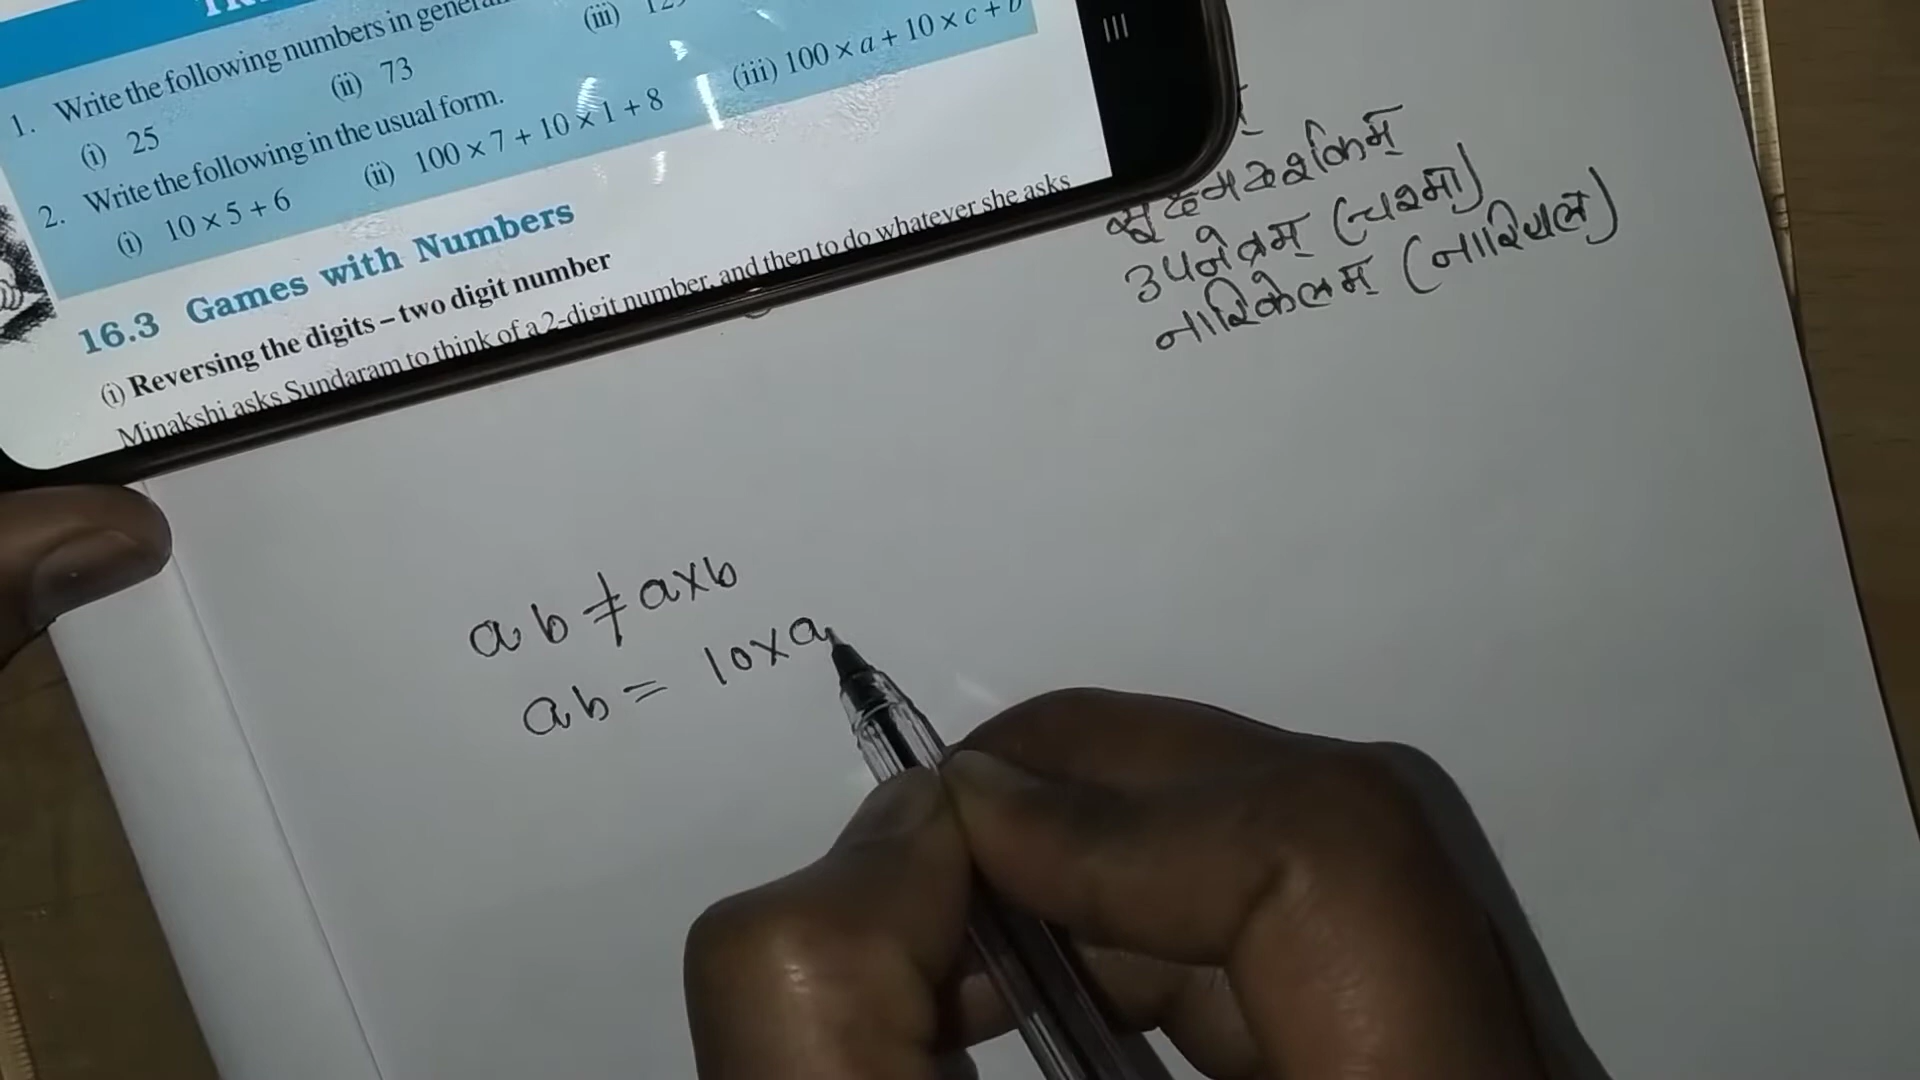 1. Write the following numbers in general
(i) 25 (ii) 73 (iii)
2. Write the following in the usual form.
(i) 10 × 5 + 6 (ii) 100 × 7 + 10 × 1 + 8 (iii) 100 × a + 10 × c + b
16.3 Games with Numbers
(i) Reversing the digits – two digit number
Minakshi asks Sundaram to think of a 2-digit number, and then to do whatever she asks
उपनेत्रम् (चश्मा)
नारिकेलम् (नारियल)
ab ≠ a×b
ab = 10×a